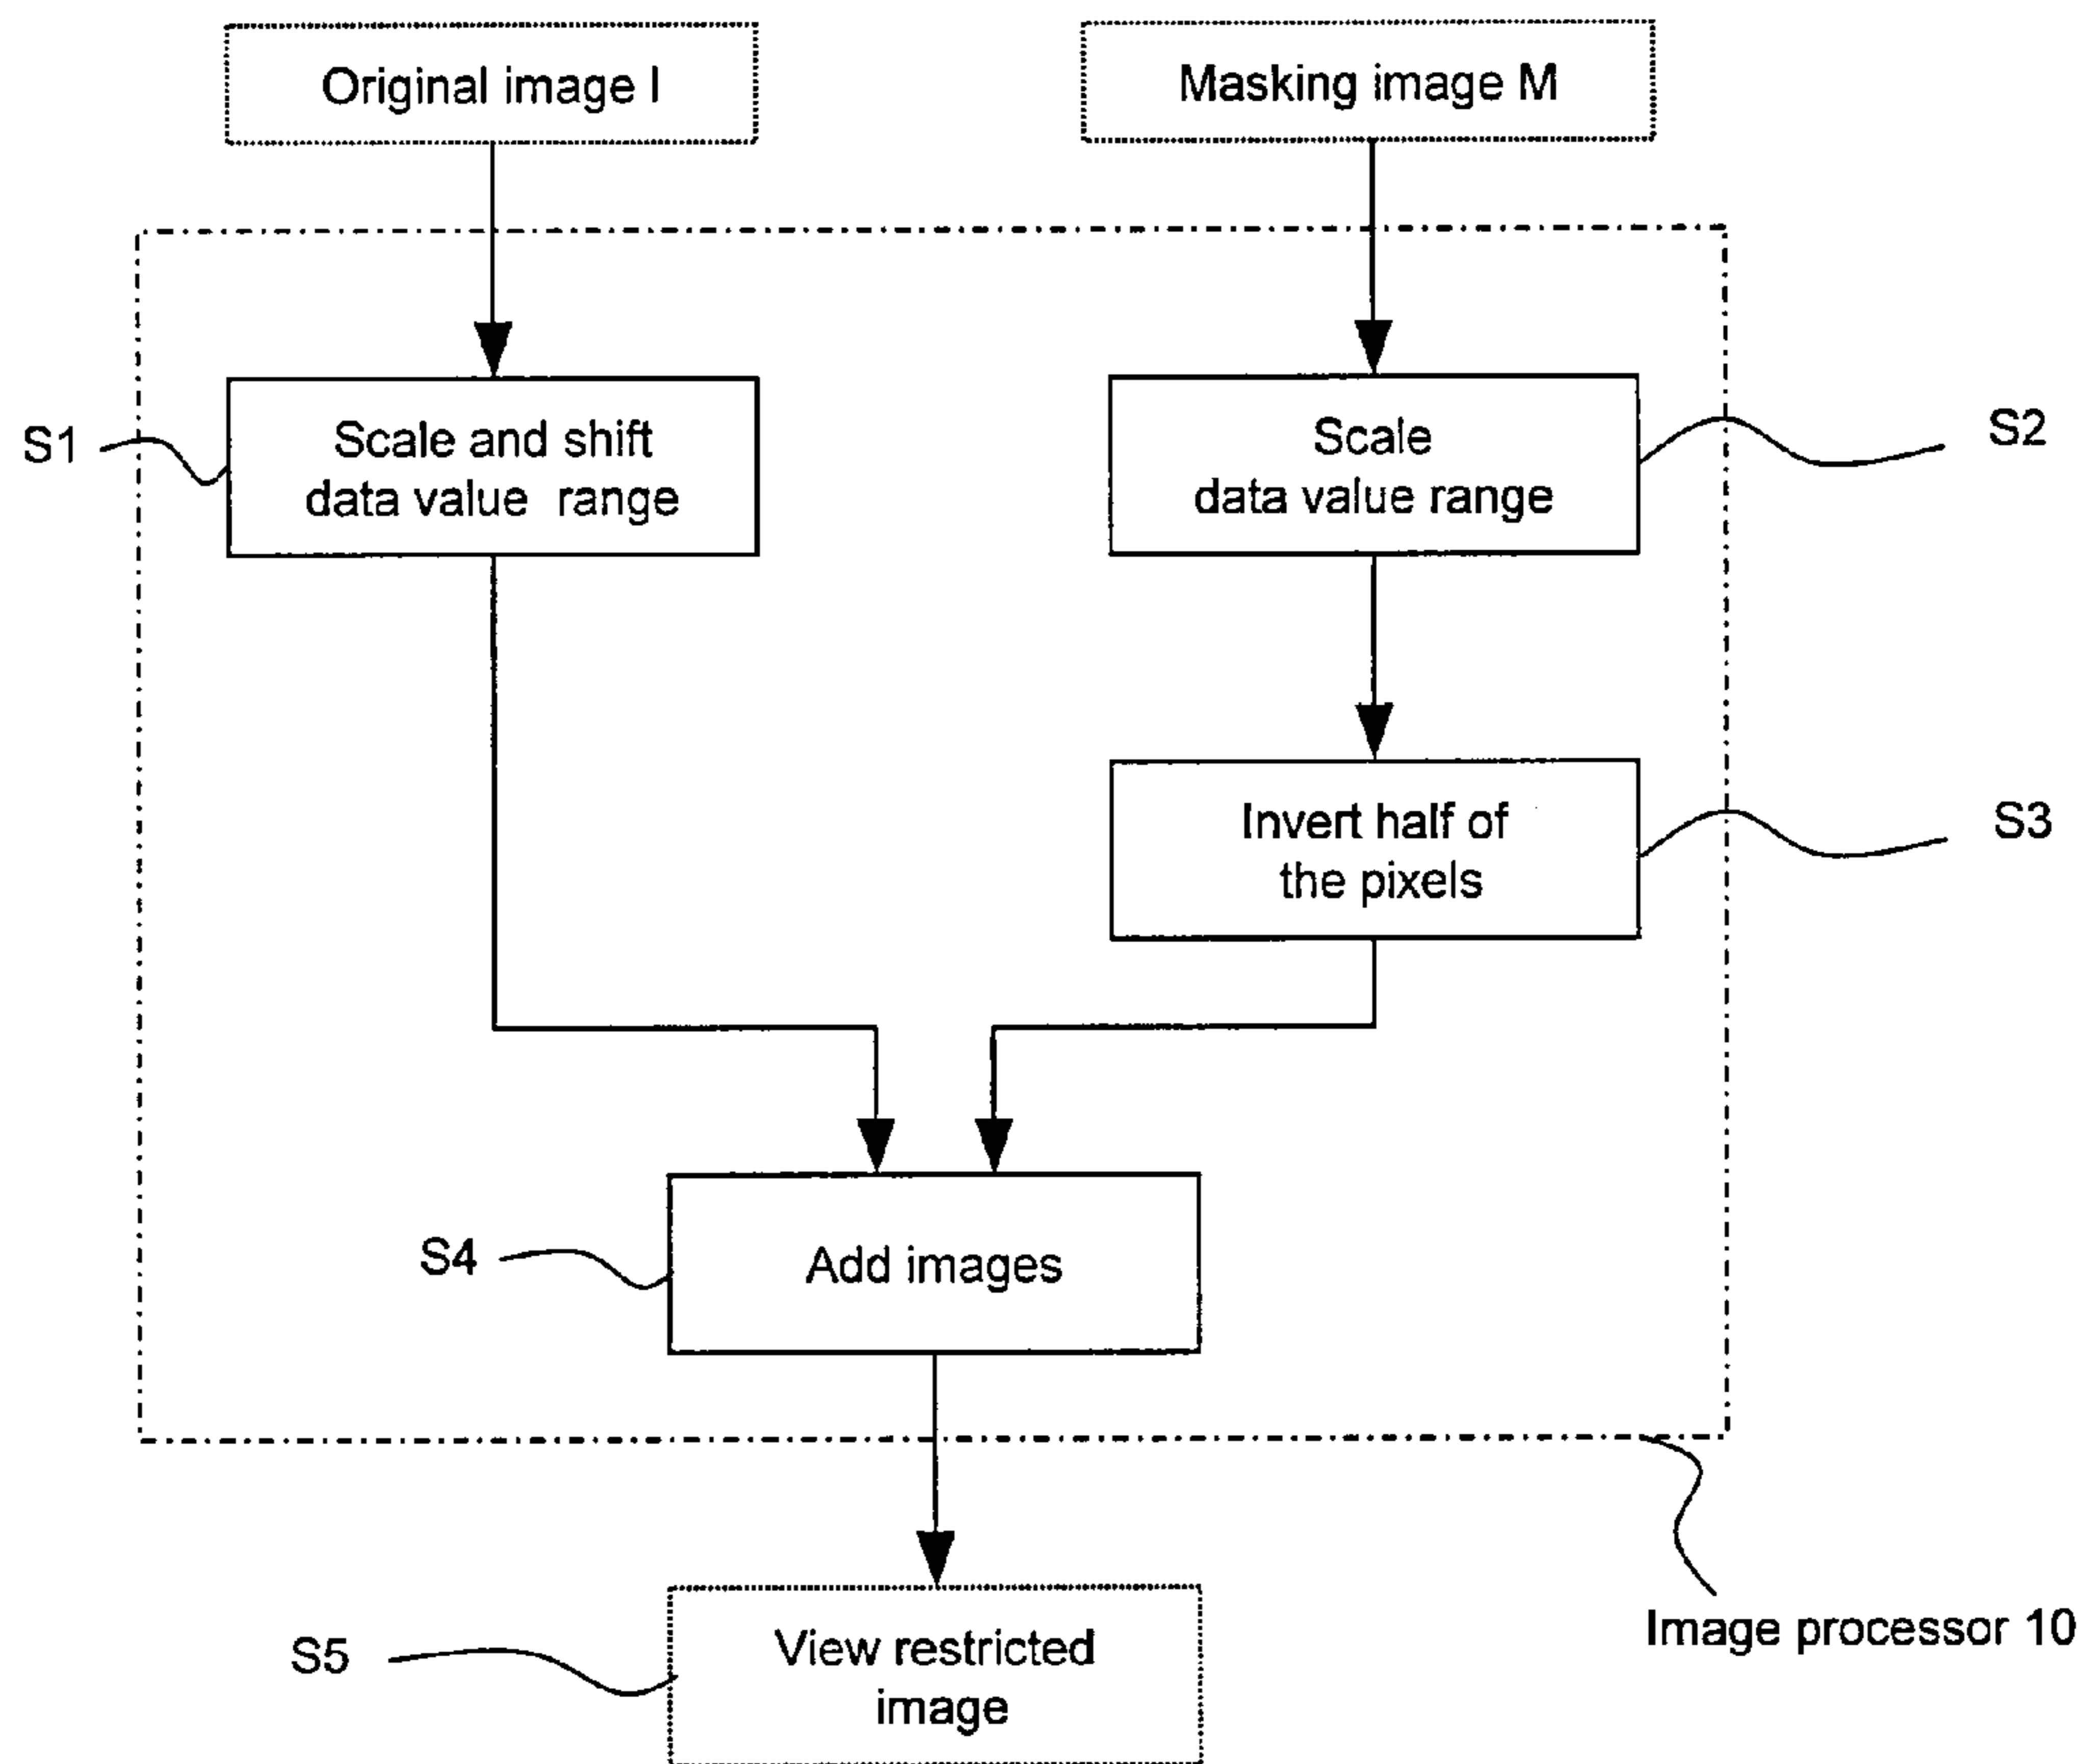 Original image I
Masking image M
S1
Scale and shift
data value range
Scale
data value range
S2
Invert half of
the pixels
S3
S4
Add images
S5
View restricted
image
Image processor 10